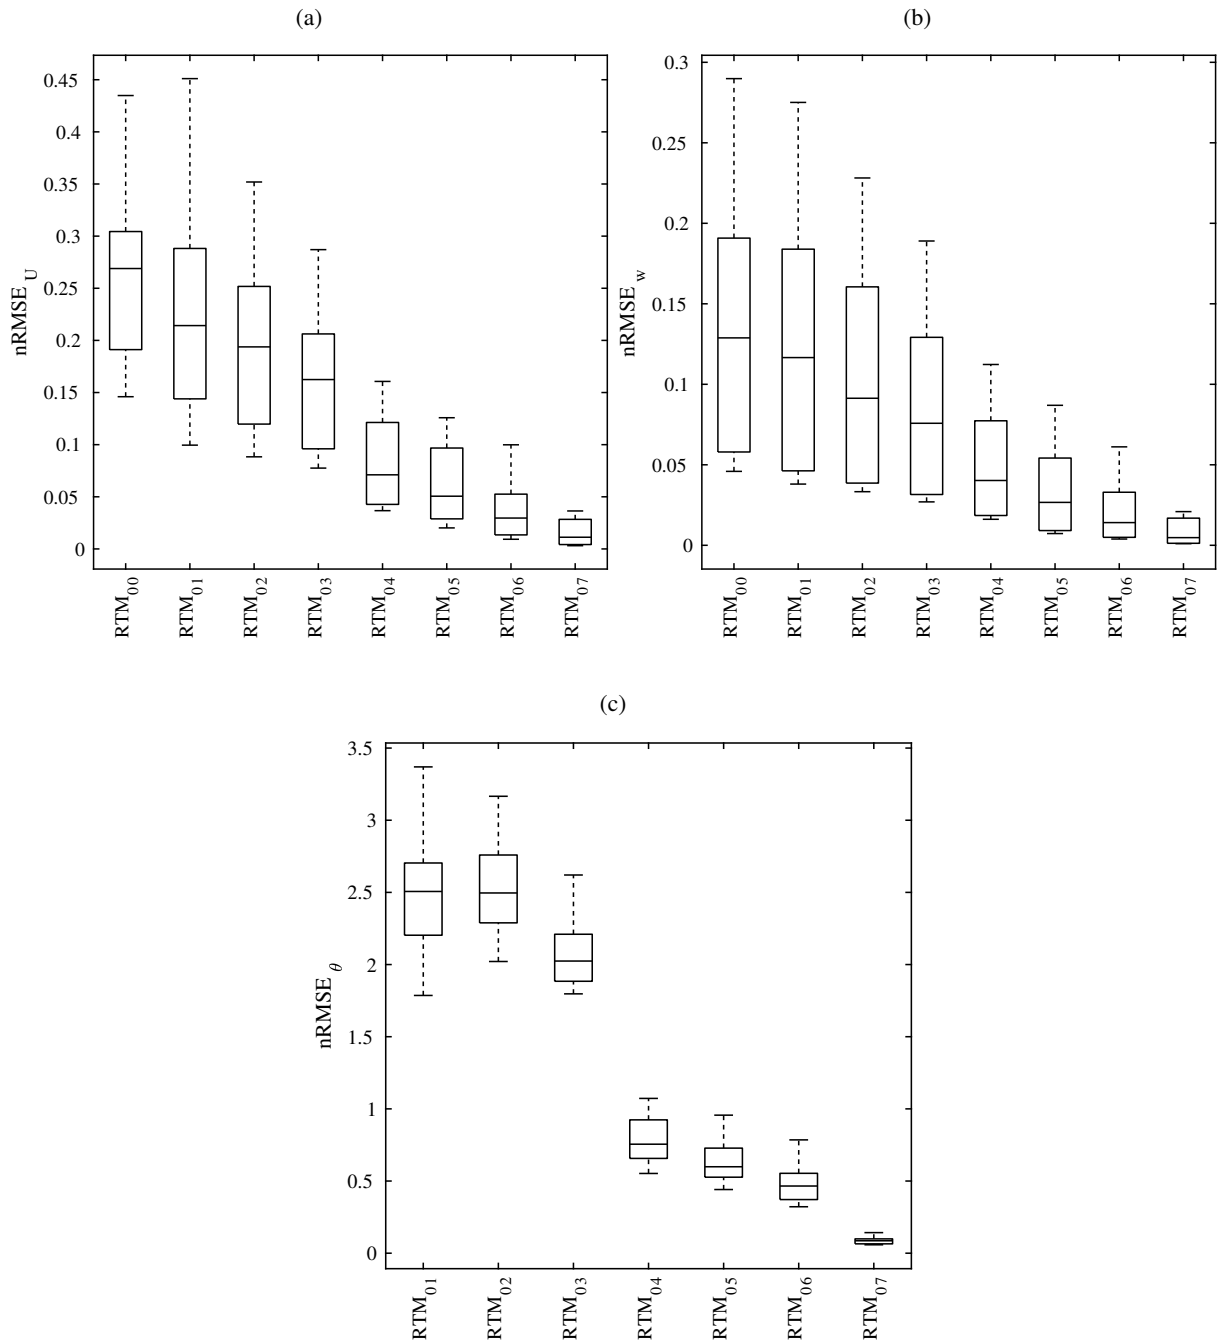 (a)
(b)
0.45
0.4
0.35
0.3
0.25
0.2
0.15
0.1
0.05
0
nRMSE_U
RTM_00
RTM_01
RTM_02
RTM_03
RTM_04
RTM_05
RTM_06
RTM_07
0.3
0.25
0.2
0.15
0.1
0.05
0
nRMSE_w
RTM_00
RTM_01
RTM_02
RTM_03
RTM_04
RTM_05
RTM_06
RTM_07
(c)
3.5
3
2.5
2
1.5
1
0.5
0
nRMSE_θ
RTM_01
RTM_02
RTM_03
RTM_04
RTM_05
RTM_06
RTM_07